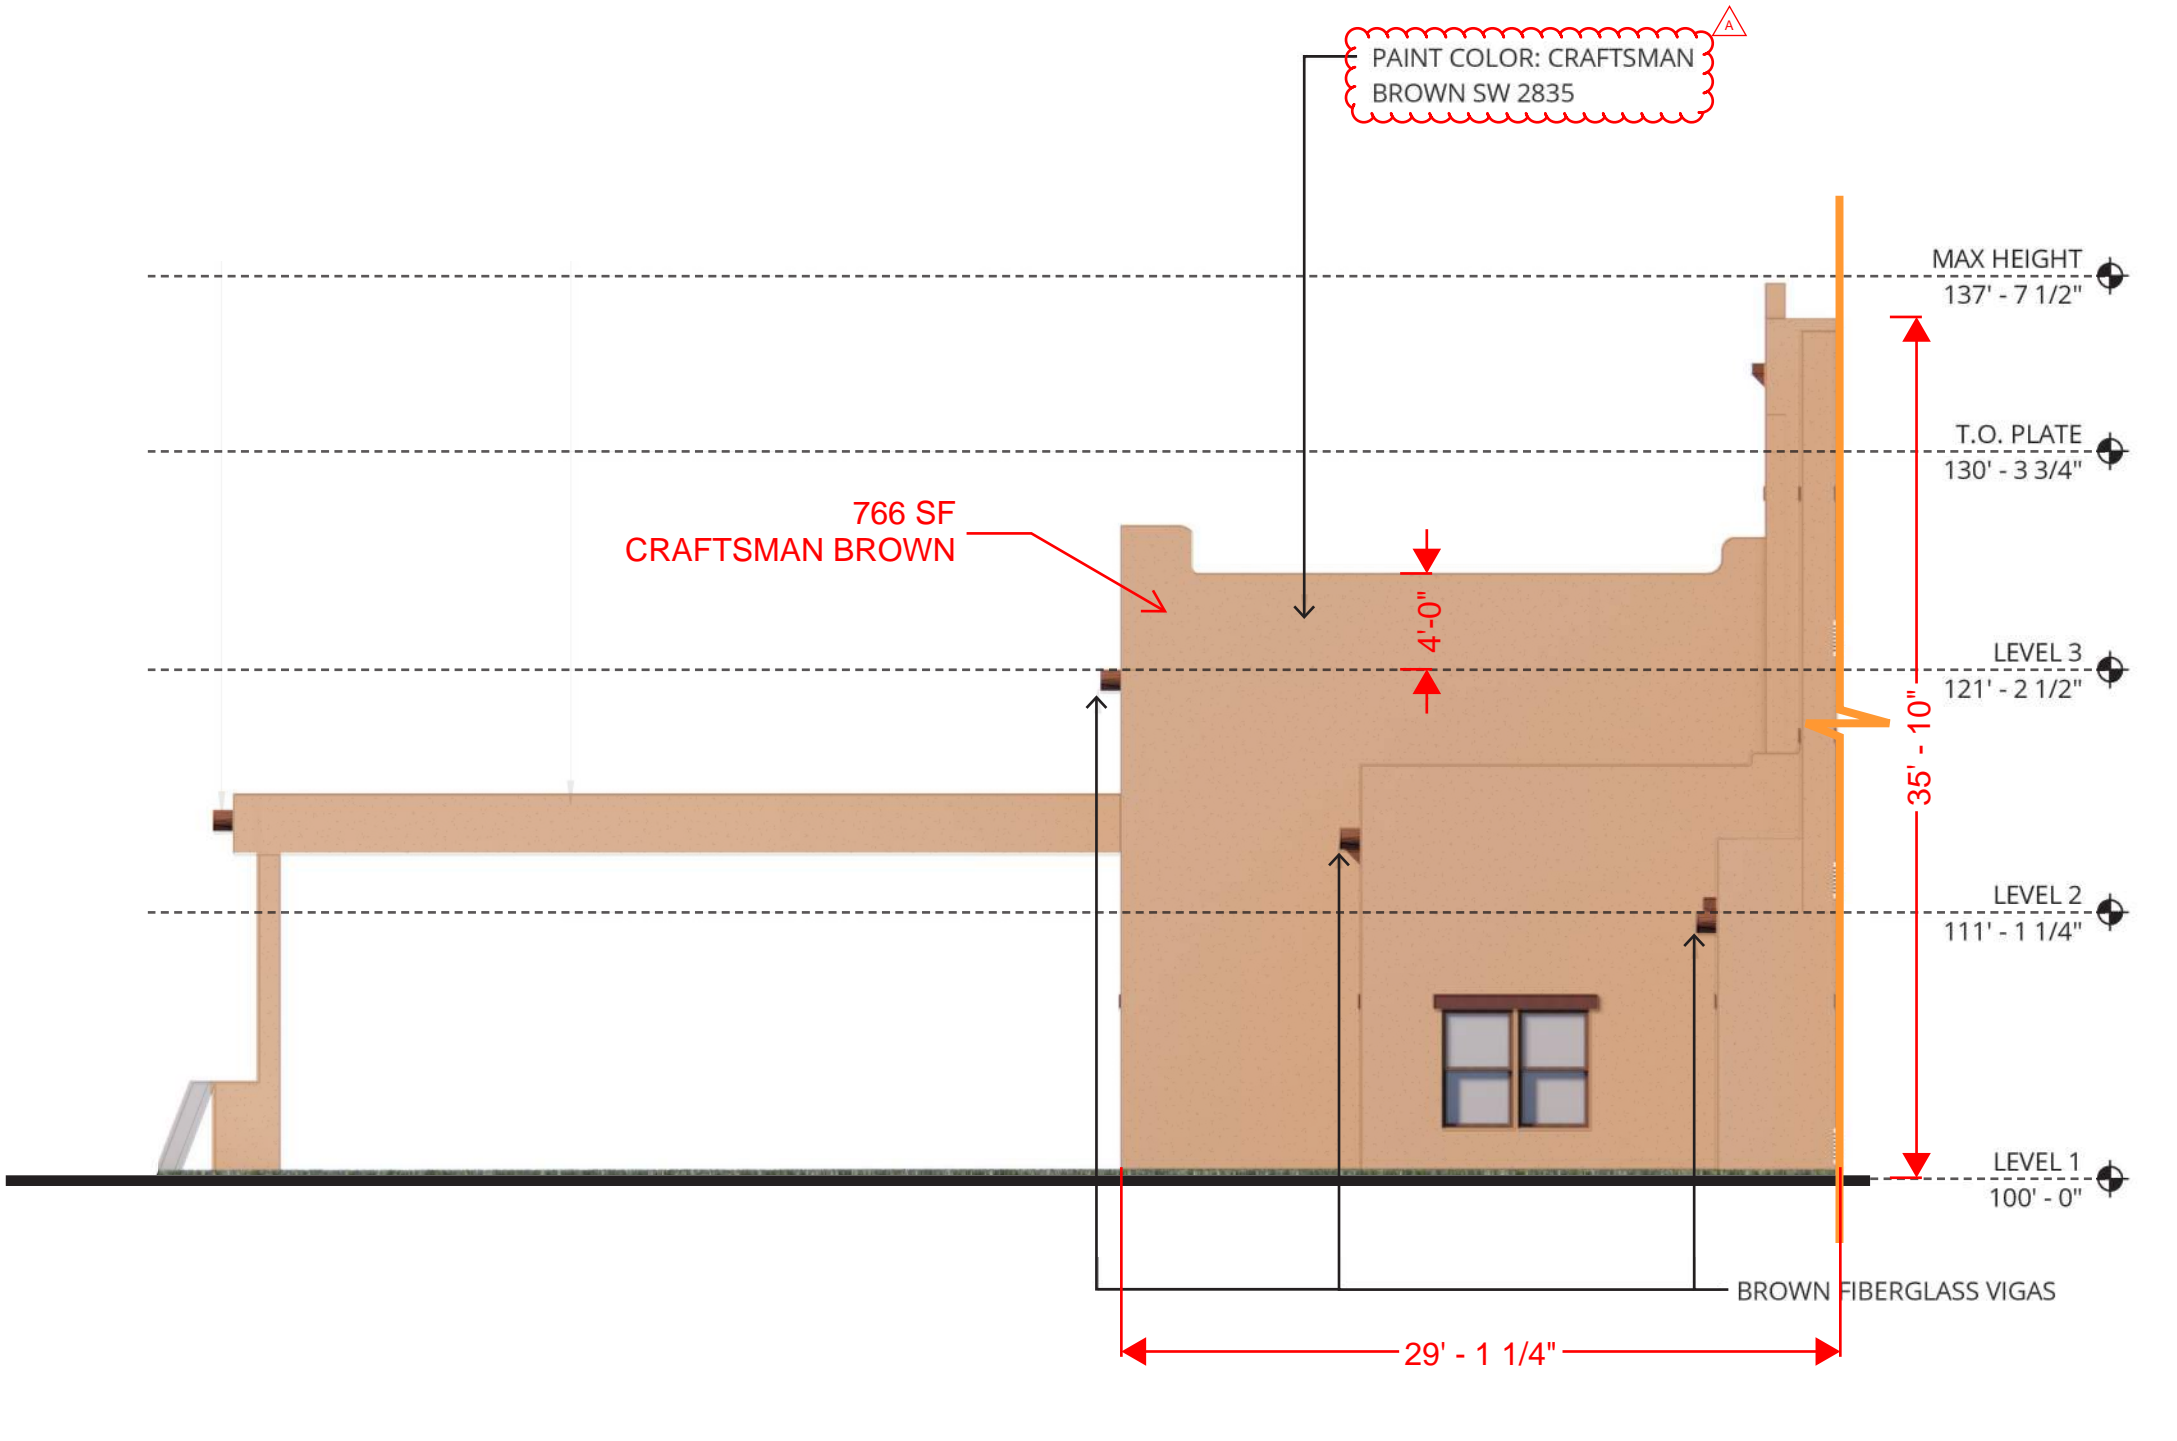 A
PAINT COLOR: CRAFTSMAN
BROWN SW 2835
MAX HEIGHT
137' - 7 1/2"
T.O. PLATE
130' - 3 3/4"
766 SF
CRAFTSMAN BROWN
4'-0"
LEVEL 3
121' - 2 1/2"
35' - 10"
LEVEL 2
111' - 1 1/4"
LEVEL 1
100' - 0"
BROWN FIBERGLASS VIGAS
29' - 1 1/4"